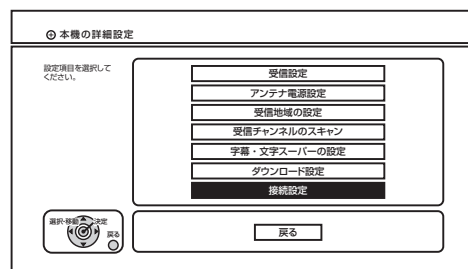 本機の詳細設定
設定項目を選択して
ください。
受信設定
アンテナ電源設定
受信地域の設定
受信チャンネルのスキャン
字幕・文字スーパーの設定
ダウンロード設定
接続設定
選択・移動 決定
戻る
戻る